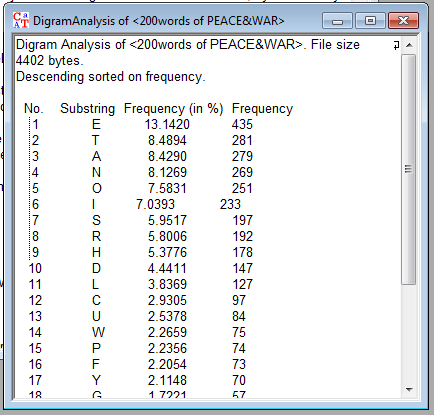 DigramAnalysis of <200words of PEACE&WAR>
Digram Analysis of <200words of PEACE&WAR>. File size
4402 bytes.
Descending sorted on frequency.
No. Substring Frequency (in %) Frequency
1 E 13.1420 435
2 T 8.4894 281
3 A 8.4290 279
4 N 8.1269 269
5 O 7.5831 251
6 I 7.0393 233
7 S 5.9517 197
8 R 5.8006 192
9 H 5.3776 178
10 D 4.4411 147
11 L 3.8369 127
12 C 2.9305 97
13 U 2.5378 84
14 W 2.2659 75
15 P 2.2356 74
16 F 2.2054 73
17 Y 2.1148 70
18 G 1.7221 57